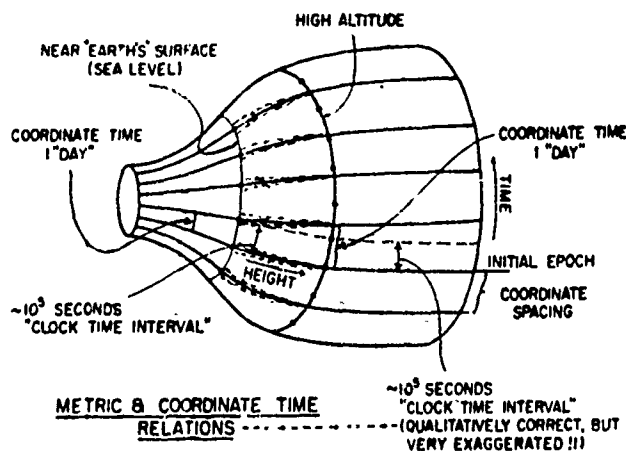 HIGH ALTITUDE
NEAR "EARTH'S" SURFACE
(SEA LEVEL)
COORDINATE TIME
1 "DAY"
COORDINATE TIME
1 "DAY"
TIME
INITIAL EPOCH
HEIGHT
COORDINATE
SPACING
~10⁵ SECONDS
"CLOCK TIME INTERVAL"
~10⁵ SECONDS
"CLOCK TIME INTERVAL"
(QUALITATIVELY CORRECT, BUT
VERY EXAGGERATED !!)
METRIC & COORDINATE TIME
RELATIONS